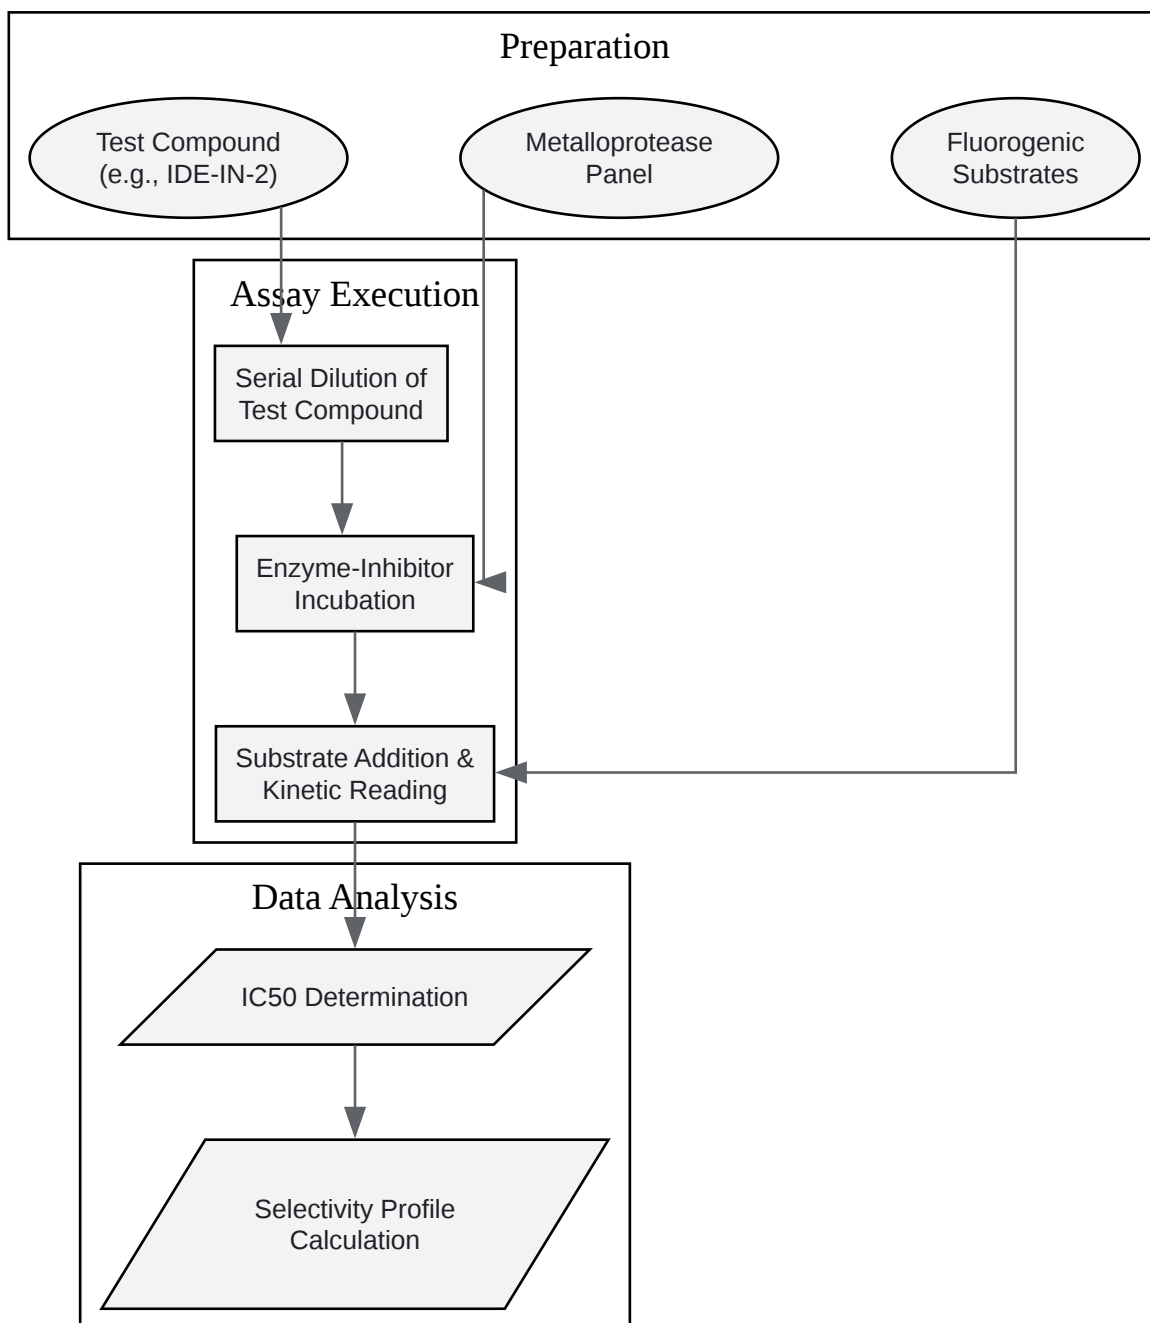 Preparation
Test Compound
(e.g., IDE-IN-2)
Metalloprotease
Panel
Fluorogenic
Substrates
Assay Execution
Serial Dilution of
Test Compound
Enzyme-Inhibitor
Incubation
Substrate Addition &
Kinetic Reading
Data Analysis
IC50 Determination
Selectivity Profile
Calculation